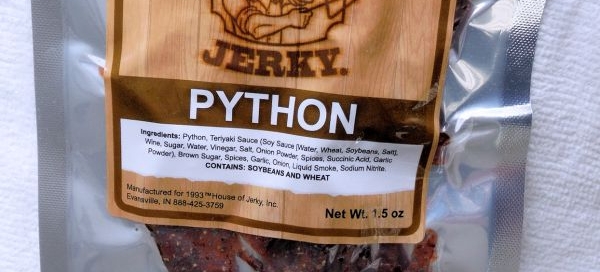 JERKY.
PYTHON
Ingredients: Python, Teriyaki Sauce (Soy Sauce [Water, Wheat, Soybeans, Salt],
Wine, Sugar, Water, Vinegar, Salt, Onion Powder, Spices, Succinic Acid, Garlic
Powder), Brown Sugar, Spices, Garlic, Onion, Liquid Smoke, Sodium Nitrite.
CONTAINS: SOYBEANS AND WHEAT
Manufactured for 1993™House of Jerky, Inc.
Evansville, IN 888-425-3759
Net Wt. 1.5 oz